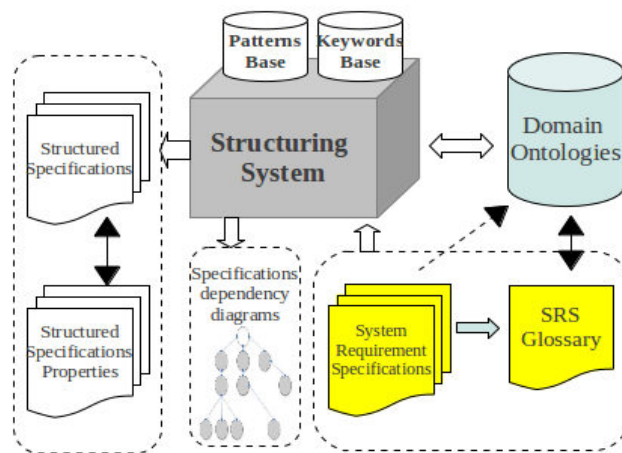 Patterns
Base
Keywords
Base
Structuring
System
Domain
Ontologies
Structured
Specifications
Specifications
dependency
diagrams
Structured
Specifications
Properties
System
Requirement
Specifications
SRS
Glossary